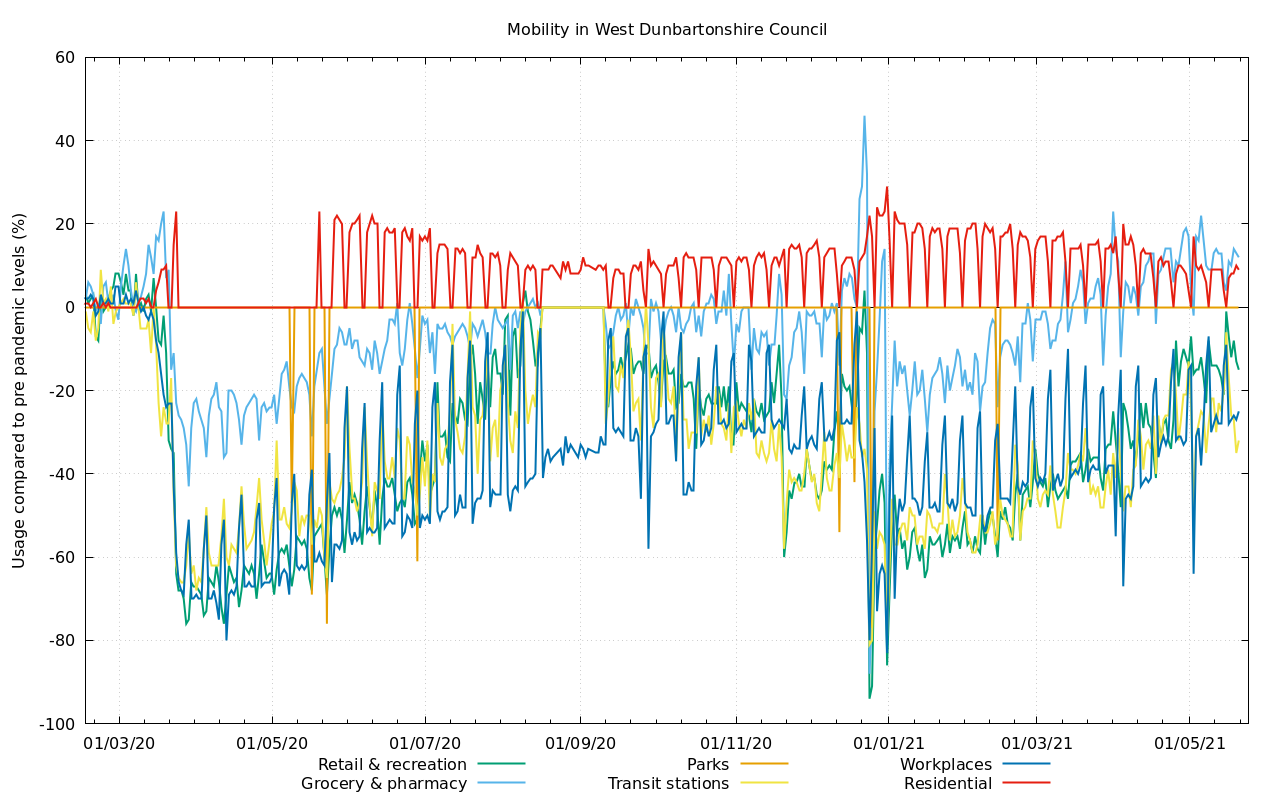 Mobility in West Dunbartonshire Council
Usage compared to pre pandemic levels (%)
60
40
20
0
-20
-40
-60
-80
-100
01/03/20 01/05/20 01/07/20 01/09/20 01/11/20 01/01/21 01/03/21 01/05/21
Retail & recreation Parks Workplaces
Grocery & pharmacy Transit stations Residential